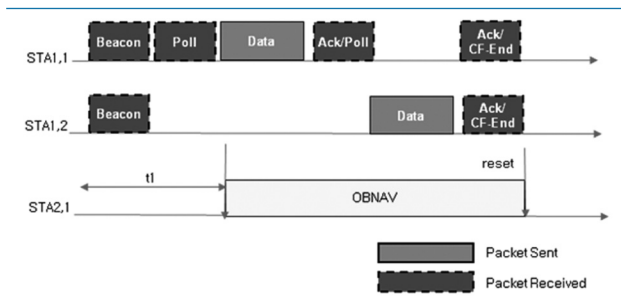 Beacon Poll Data Ack/Poll Ack/
CF-End
STA1,1
Beacon Data Ack/
CF-End
STA1,2
t1 reset
OBNAV
STA2,1
Packet Sent
Packet Received